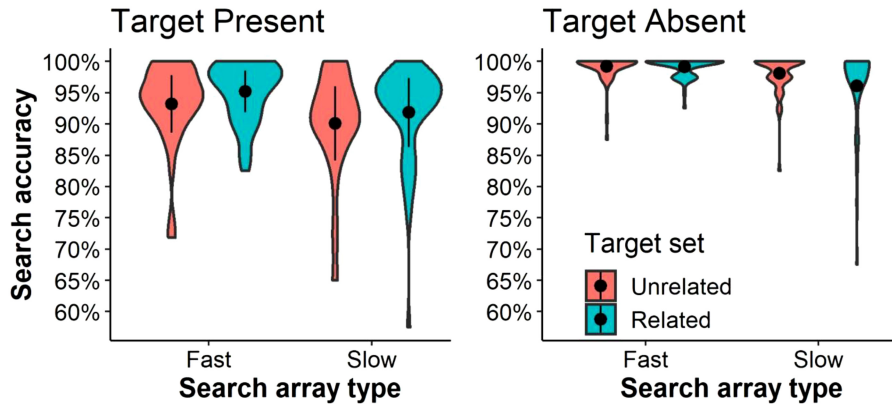 Target Present
Target Absent
Search accuracy
100%
95%
90%
85%
80%
75%
70%
65%
60%
Fast
Slow
Search array type
100%
95%
90%
85%
80%
75%
70%
65%
60%
Target set
Unrelated
Related
Fast
Slow
Search array type